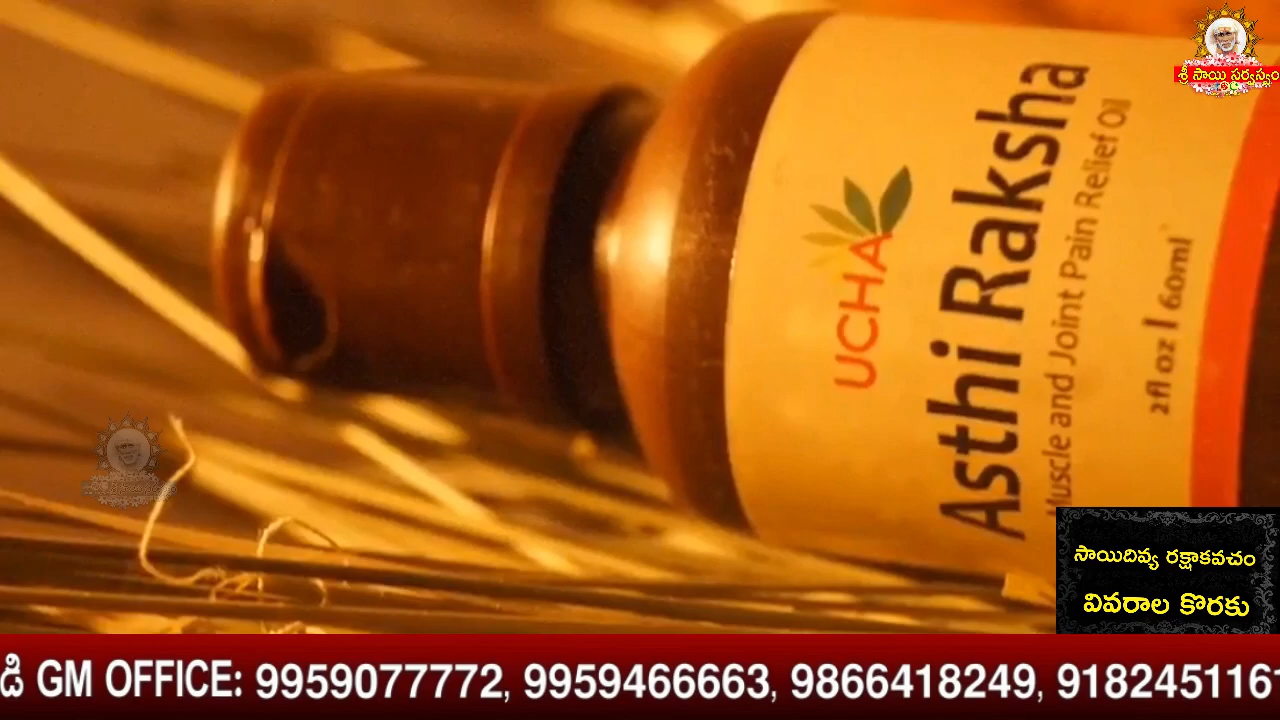 శ్రీ సాయి సర్వస్వం
UCHA
Asthi Raksha
Muscle and Joint Pain Relief Oil
2fl oz | 60ml
సాయిదివ్య రక్షాకవచం
వివరాల కొరకు
డి GM OFFICE: 9959077772, 9959466663, 9866418249, 9182451161